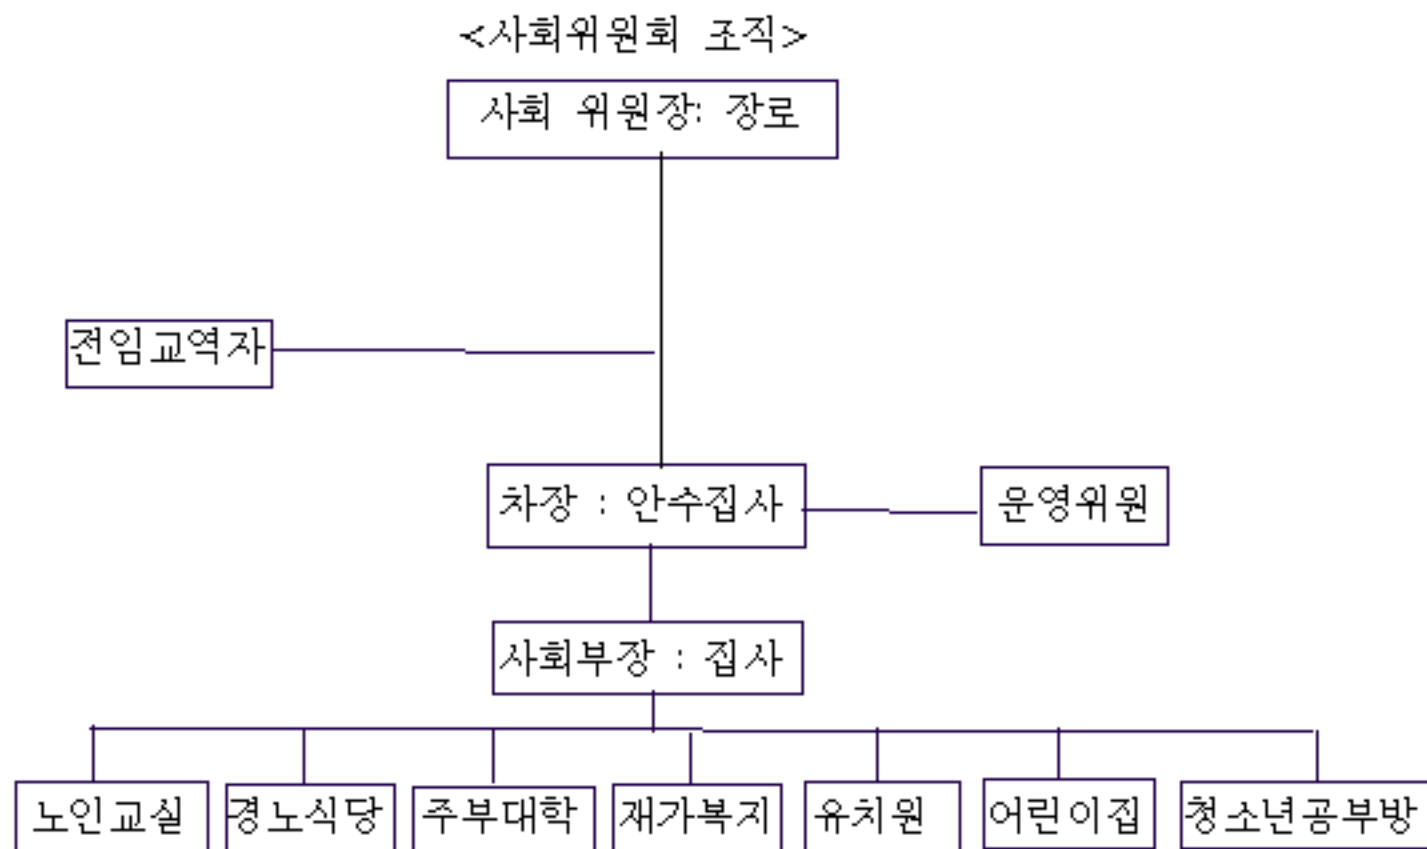 <사회위원회 조직>
사회 위원장: 장로
전임교역자
차장 : 안수집사
운영위원
사회부장 : 집사
노인교실
경노식당
주부대학
재가복지
유치원
어린이집
청소년공부방